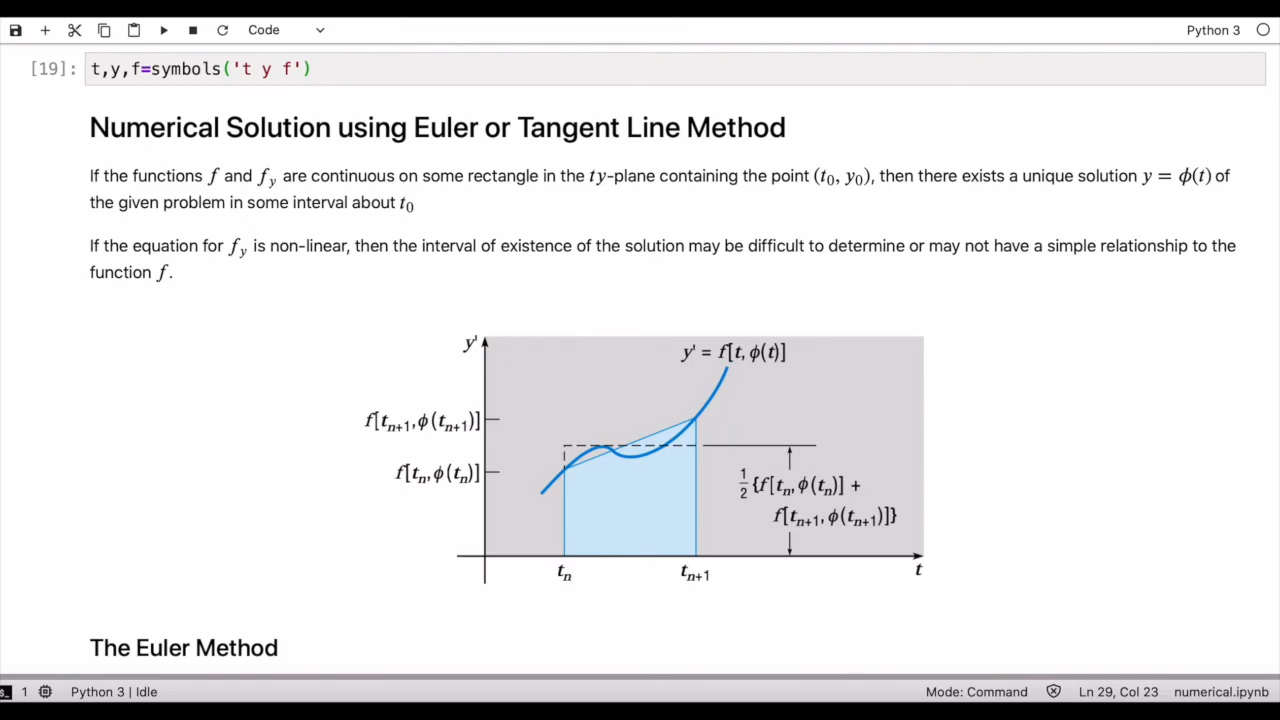 Code Python 3
[19]: t,y,f=symbols('t y f')
Numerical Solution using Euler or Tangent Line Method
If the functions f and f_y are continuous on some rectangle in the ty-plane containing the point (t_0, y_0), then there exists a unique solution y = ϕ(t) of
the given problem in some interval about t_0
If the equation for f_y is non-linear, then the interval of existence of the solution may be difficult to determine or may not have a simple relationship to the
function f.
y'
y' = f[t, ϕ(t)]
f[t_{n+1}, ϕ(t_{n+1})]
f[t_n, ϕ(t_n)]
1/2 {f[t_n, ϕ(t_n)] +
f[t_{n+1}, ϕ(t_{n+1})]}
t_n t_{n+1} t
The Euler Method
1 Python 3 | Idle Mode: Command Ln 29, Col 23 numerical.ipynb